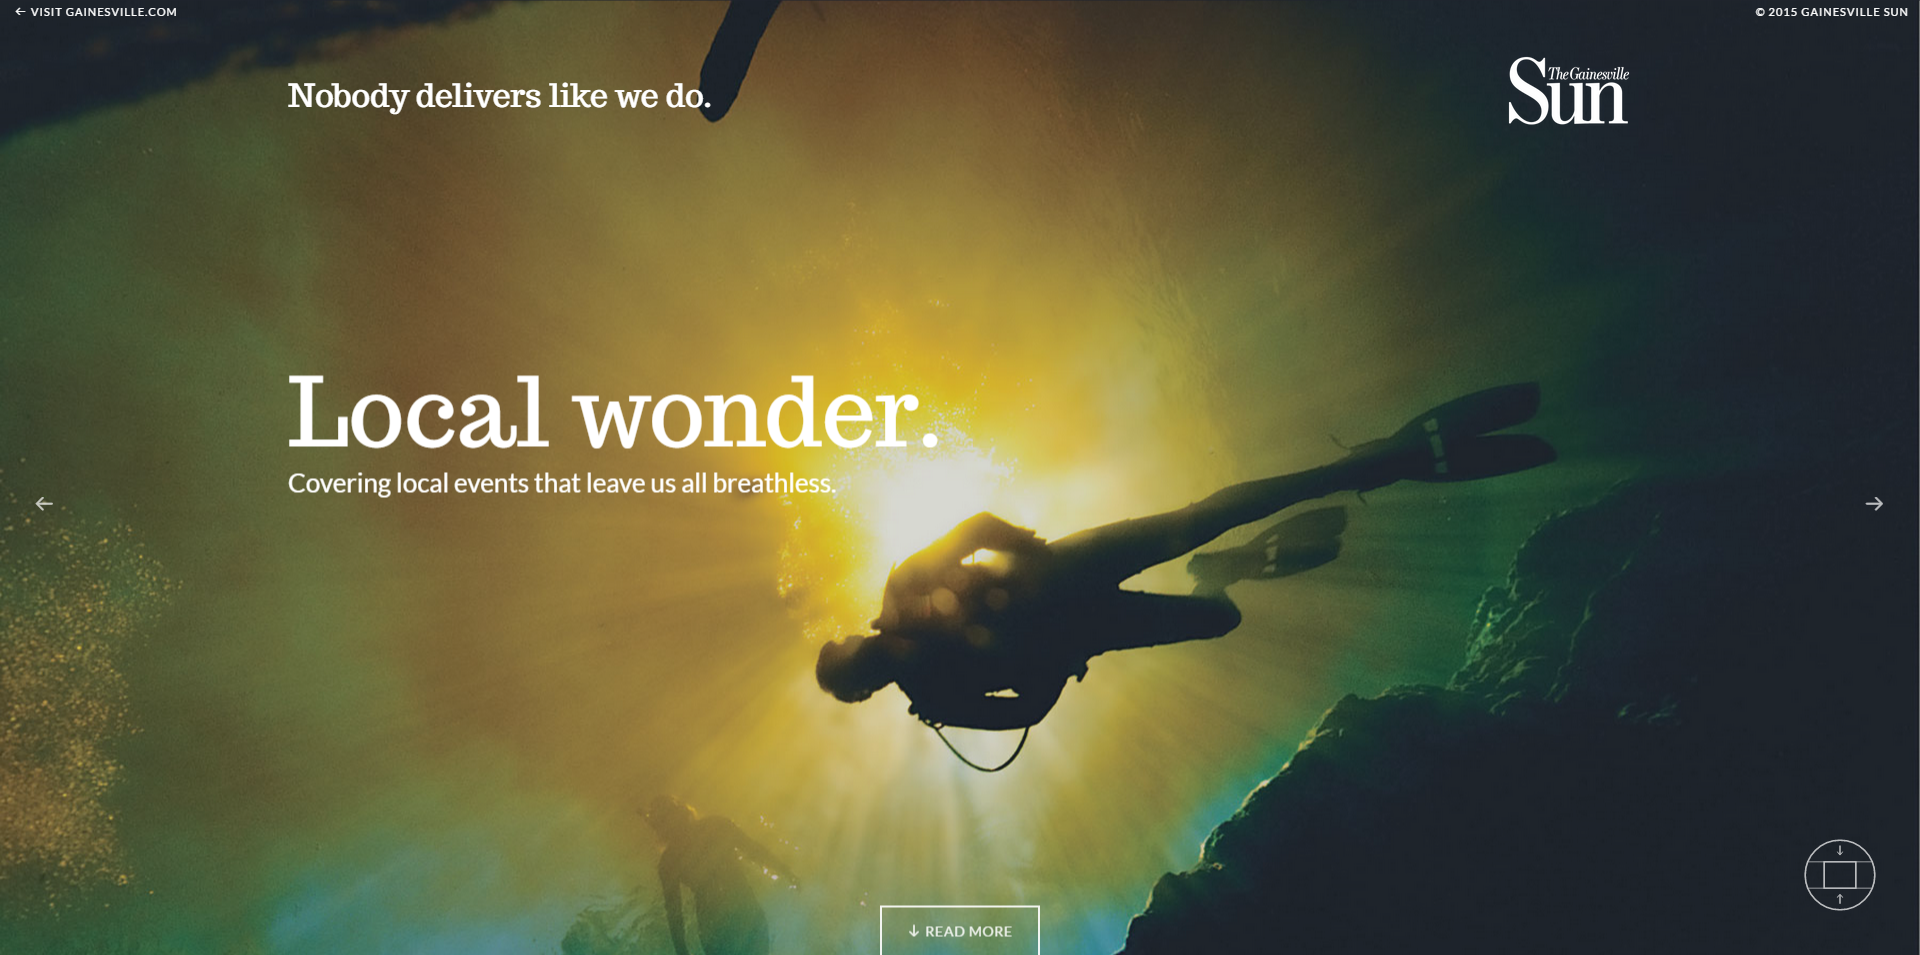 ← VISIT GAINESVILLE.COM
© 2015 GAINESVILLE SUN
Nobody delivers like we do.
The Gainesville
Sun
Local wonder.
Covering local events that leave us all breathless.
↓ READ MORE